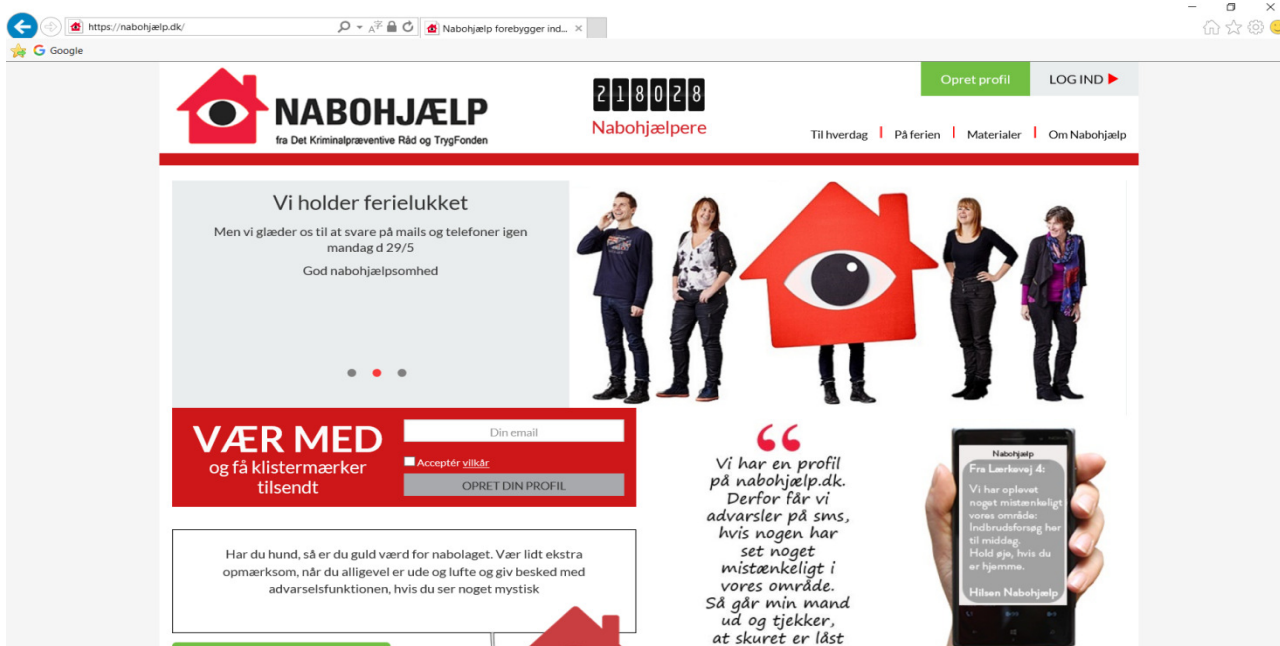 https://nabohjælp.dk/
Nabohjælp forebygger ind...
Google
NABOHJÆLP
fra Det Kriminalpræventive Råd og TrygFonden
218028
Nabohjælpere
Opret profil
LOG IND
Til hverdag
På ferien
Materialer
Om Nabohjælp
Vi holder ferielukket
Men vi glæder os til at svare på mails og telefoner igen
mandag d 29/5
God nabohjælpsomhed
VÆR MED
og få klistermærker
tilsendt
Din email
Acceptér vilkår
OPRET DIN PROFIL
Har du hund, så er du guld værd for nabolaget. Vær lidt ekstra
opmærksom, når du alligevel er ude og lufte og giv besked med
advarselsfunktionen, hvis du ser noget mystisk
Vi har en profil
på nabohjælp.dk.
Derfor får vi
advarsler på sms,
hvis nogen har
set noget
mistænkeligt i
vores område.
Så går min mand
ud og tjekker,
at skuret er låst
Nabohjælp
Fra Lærkevej 4:
Vi har oplevet
noget mistænkeligt
vores område:
Indbrudsforsøg her
til middag.
Hold øje, hvis du
er hjemme.
Hilsen Nabohjælp